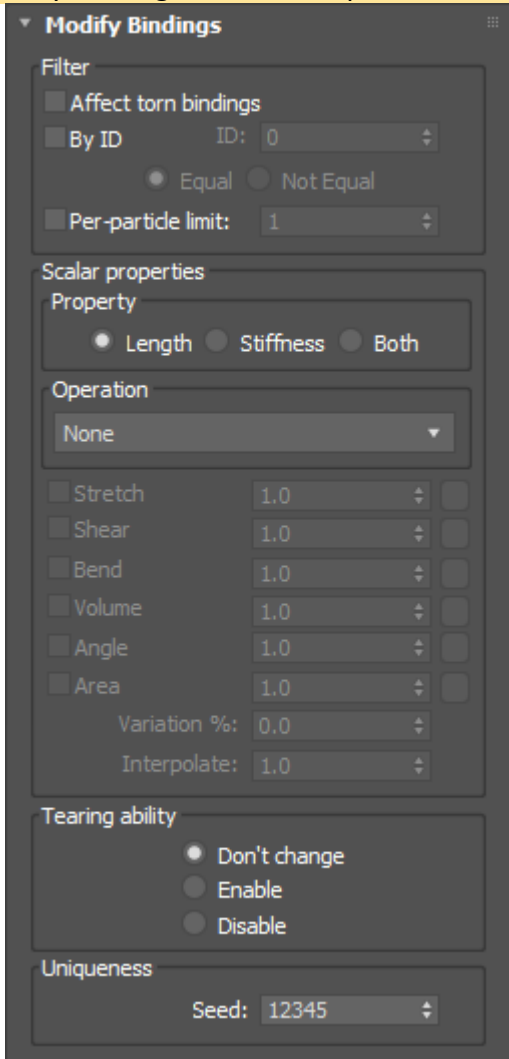 Modify Bindings
Filter
Affect torn bindings
By ID ID: 0
Equal Not Equal
Per-particle limit: 1
Scalar properties
Property
Length Stiffness Both
Operation
None
Stretch 1.0
Shear 1.0
Bend 1.0
Volume 1.0
Angle 1.0
Area 1.0
Variation %: 0.0
Interpolate: 1.0
Tearing ability
Don't change
Enable
Disable
Uniqueness
Seed: 12345